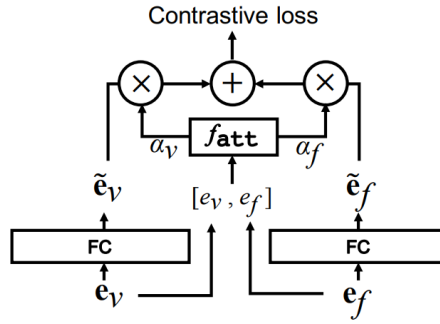 Contrastive loss
× + ×
α_v f_att α_f
ẽ_v [e_v , e_f] ẽ_f
FC FC
e_v e_f